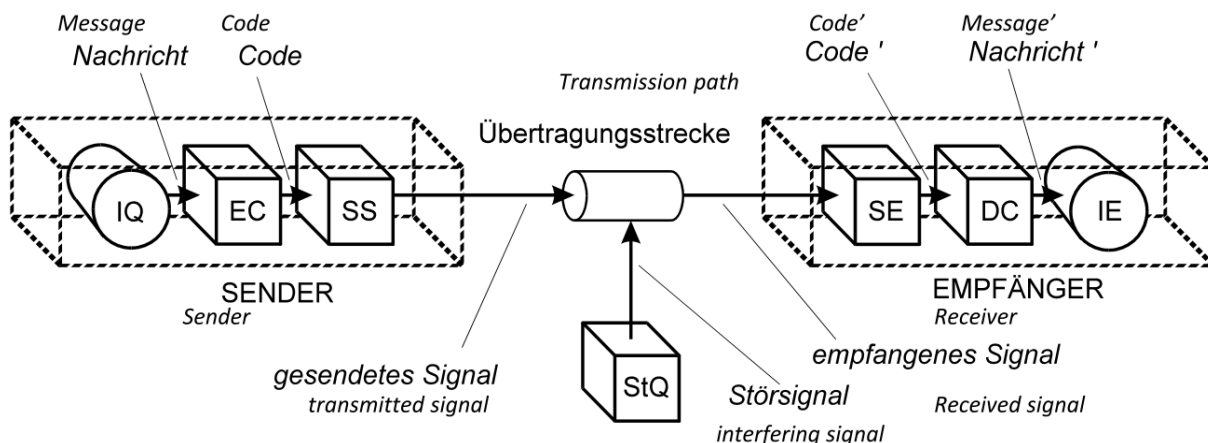 Message
Nachricht
Code
Code
Code'
Code '
Message'
Nachricht '
Transmission path
Übertragungsstrecke
IQ
EC
SS
SE
DC
IE
SENDER
Sender
EMPFÄNGER
Receiver
StQ
gesendetes Signal
transmitted signal
Störsignal
interfering signal
empfangenes Signal
Received signal